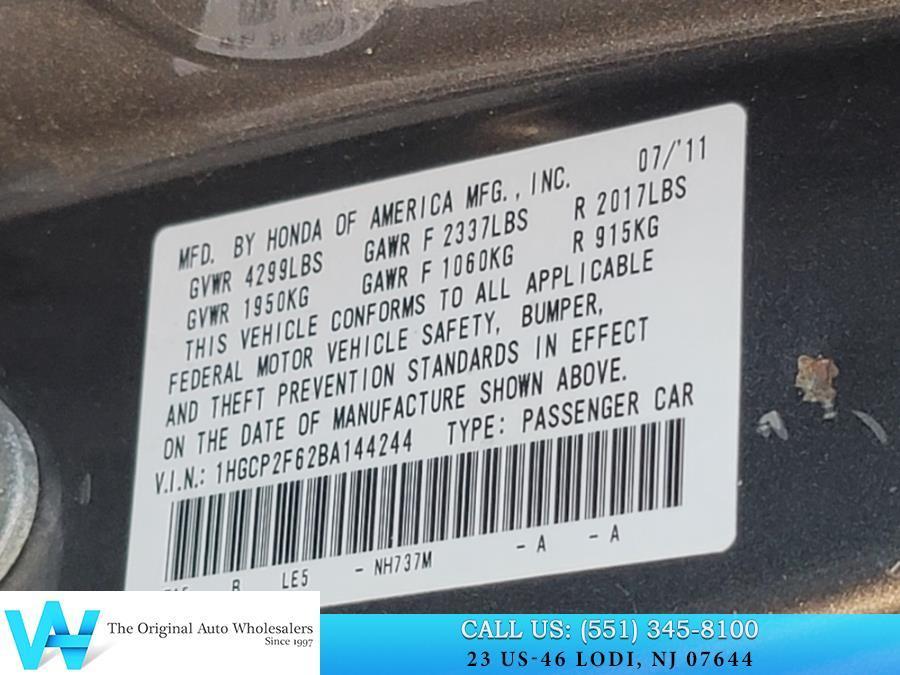 MFD. BY HONDA OF AMERICA MFG., INC. 07/'11
GVWR 4299LBS GAWR F 2337LBS R 2017LBS
GVWR 1950KG GAWR F 1060KG R 915KG
THIS VEHICLE CONFORMS TO ALL APPLICABLE
FEDERAL MOTOR VEHICLE SAFETY, BUMPER,
AND THEFT PREVENTION STANDARDS IN EFFECT
ON THE DATE OF MANUFACTURE SHOWN ABOVE.
V.I.N.: 1HGCP2F62BA144244 TYPE: PASSENGER CAR
B LE5 - NH737M - A - A
The Original Auto Wholesalers
Since 1997
CALL US: (551) 345-8100
23 US-46 LODI, NJ 07644